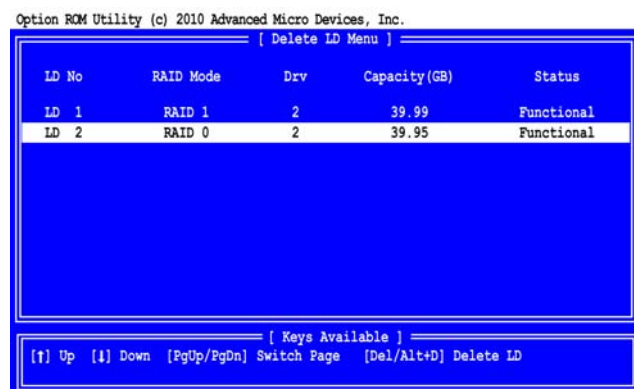 Option ROM Utility (c) 2010 Advanced Micro Devices, Inc.
[ Delete LD Menu ]
LD No RAID Mode Drv Capacity(GB) Status
LD 1 RAID 1 2 39.99 Functional
LD 2 RAID 0 2 39.95 Functional
[ Keys Available ]
[↑] Up [↓] Down [PgUp/PgDn] Switch Page [Del/Alt+D] Delete LD